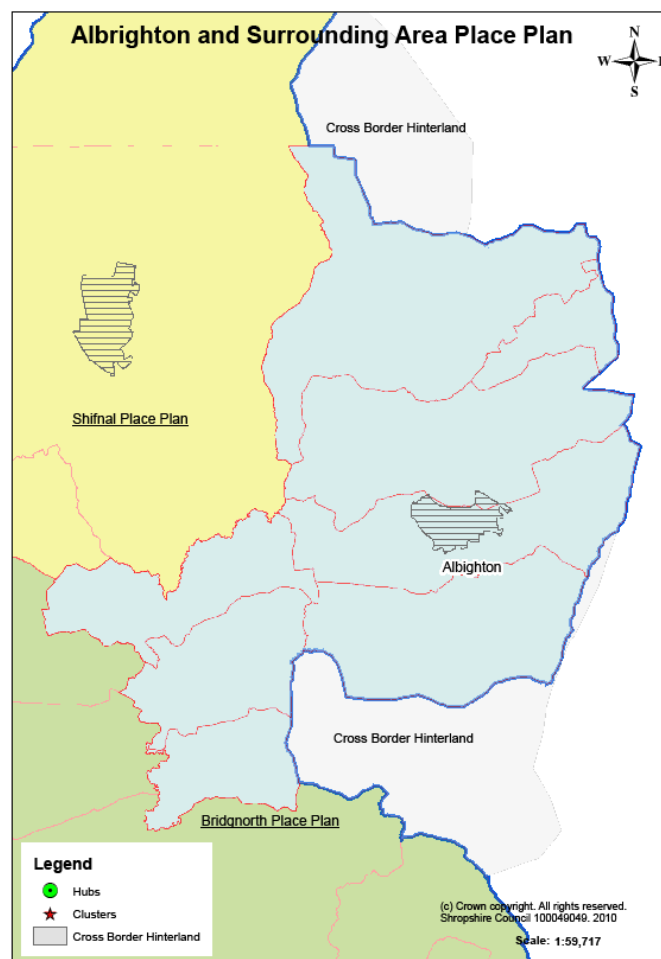 Albrighton and Surrounding Area Place Plan
N
W
E
S
Cross Border Hinterland
Shifnal Place Plan
Albighton
Cross Border Hinterland
Bridgnorth Place Plan
Legend
Hubs
Clusters
Cross Border Hinterland
(c) Crown copyright. All rights reserved.
Shropshire Council 100049049. 2010
Scale: 1:59,717